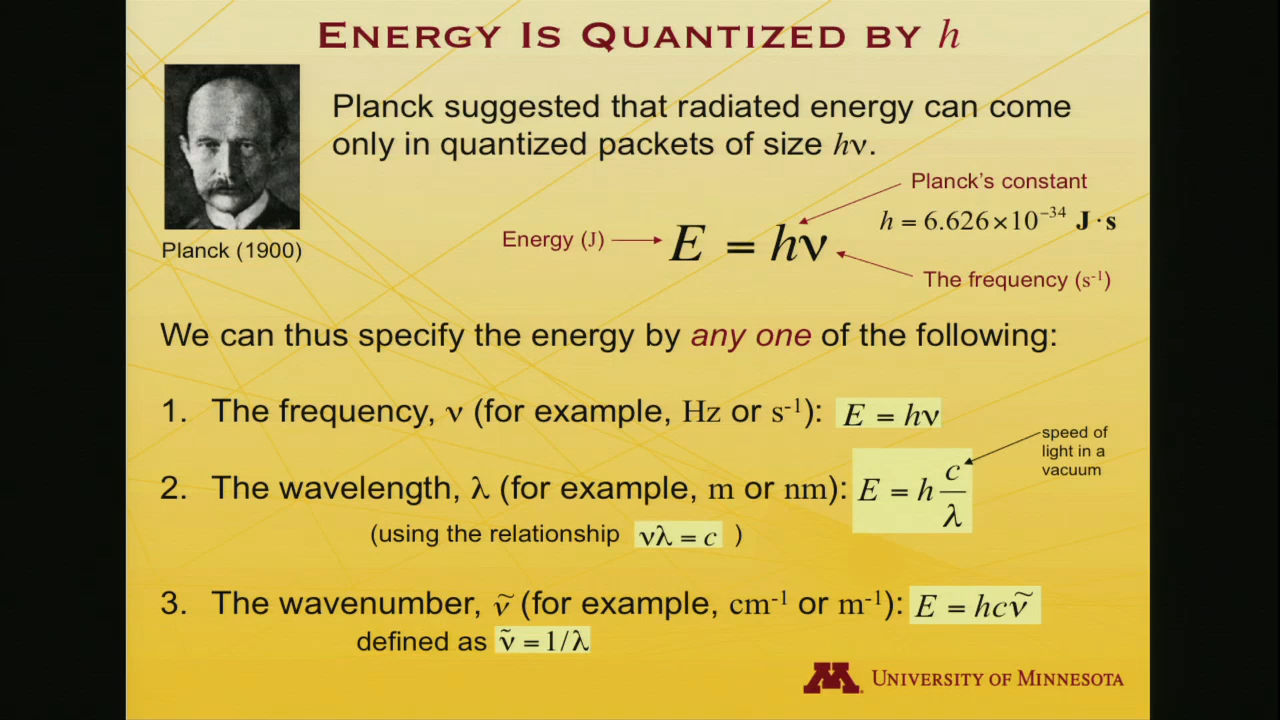 ENERGY IS QUANTIZED BY h
Planck suggested that radiated energy can come
only in quantized packets of size hν.
Planck (1900)
Planck's constant
h = 6.626×10⁻³⁴ J·s
Energy (J)
E = hν
The frequency (s⁻¹)
We can thus specify the energy by any one of the following:
1. The frequency, ν (for example, Hz or s⁻¹): E = hν
speed of
light in a
vacuum
2. The wavelength, λ (for example, m or nm): E = h c/λ
(using the relationship νλ = c )
3. The wavenumber, ν̃ (for example, cm⁻¹ or m⁻¹): E = hcν̃
defined as ν̃ = 1/λ
M UNIVERSITY OF MINNESOTA